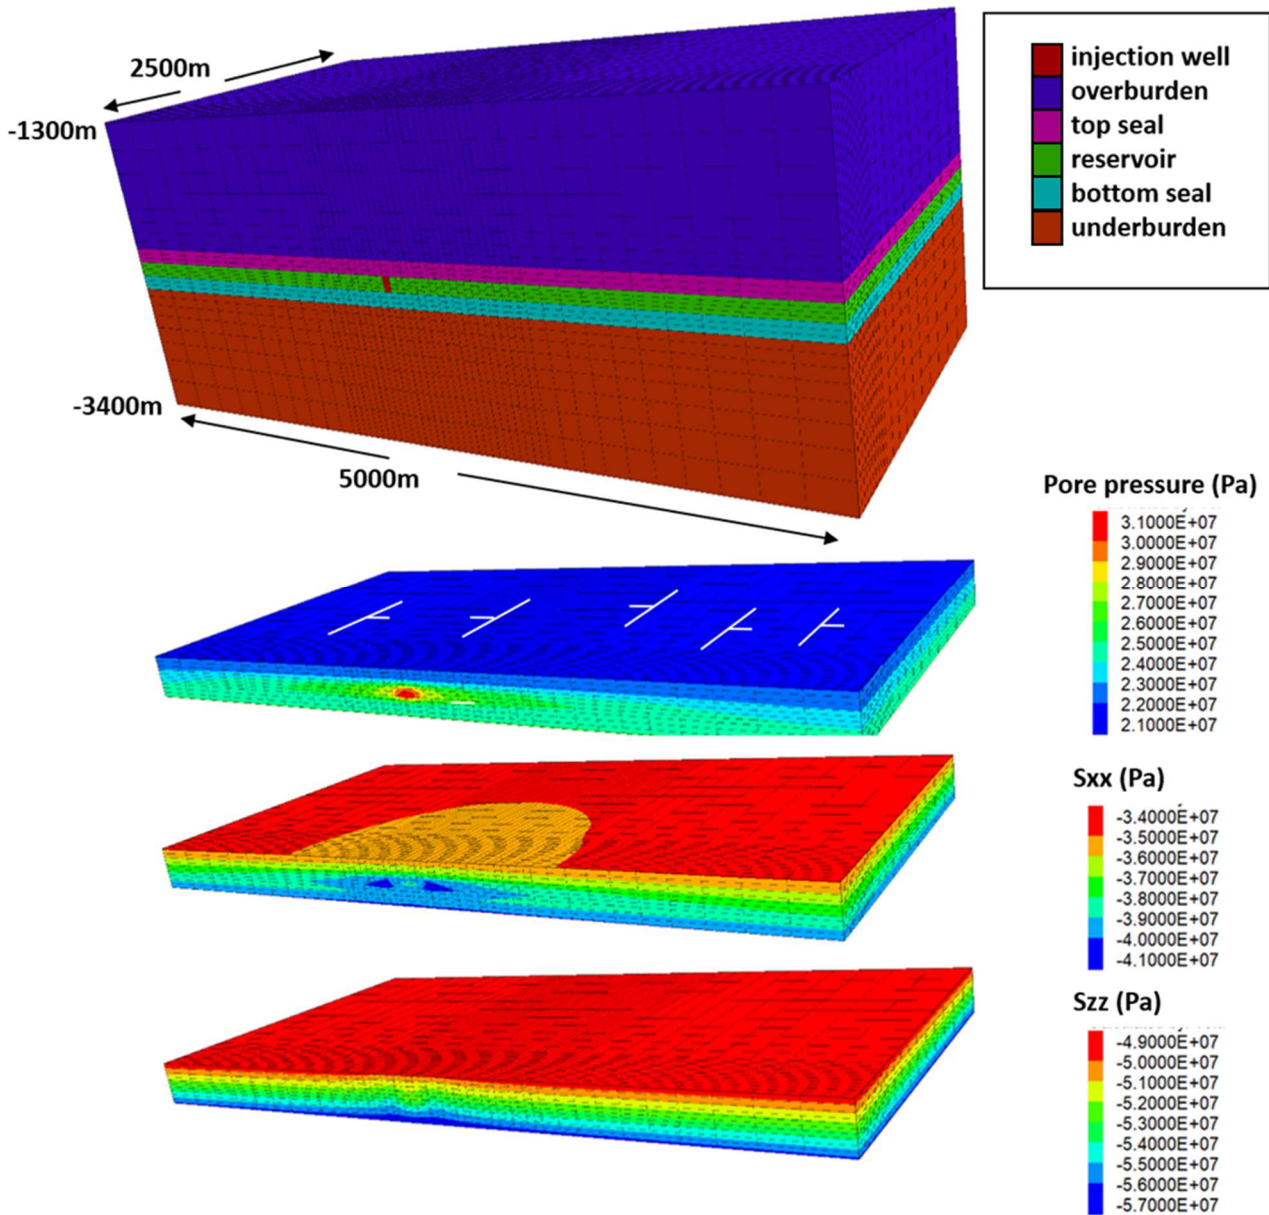 2500m
-1300m
injection well
overburden
top seal
reservoir
bottom seal
underburden
-3400m
5000m
Pore pressure (Pa)
3.1000E+07
3.0000E+07
2.9000E+07
2.8000E+07
2.7000E+07
2.6000E+07
2.5000E+07
2.4000E+07
2.3000E+07
2.2000E+07
2.1000E+07
Sxx (Pa)
-3.4000E+07
-3.5000E+07
-3.6000E+07
-3.7000E+07
-3.8000E+07
-3.9000E+07
-4.0000E+07
-4.1000E+07
Szz (Pa)
-4.9000E+07
-5.0000E+07
-5.1000E+07
-5.2000E+07
-5.3000E+07
-5.4000E+07
-5.5000E+07
-5.6000E+07
-5.7000E+07